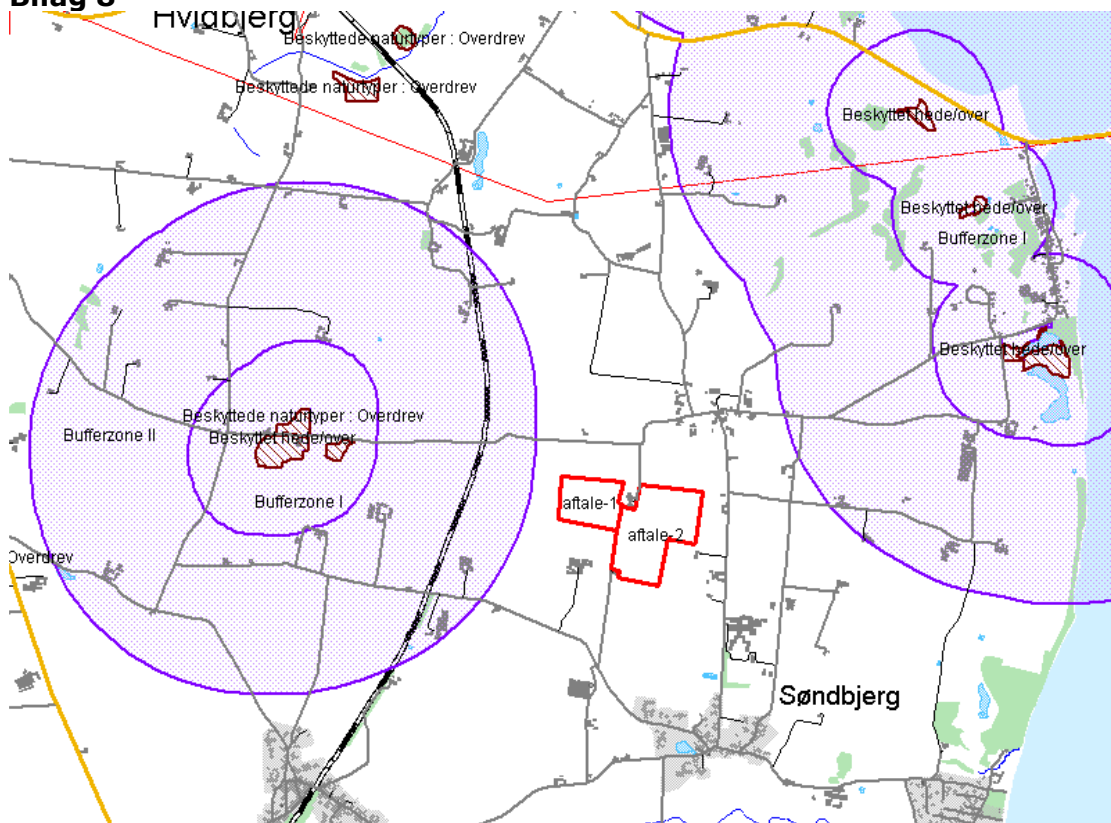 Bilag 8
Hvidbjerg
Beskyttede naturtyper : Overdrev
Beskyttede naturtyper : Overdrev
Beskyttet hede/over
Beskyttet hede/over
Bufferzone I
Beskyttet hede/over
Beskyttede naturtyper : Overdrev
Bufferzone II
Beskyttet hede/over
Bufferzone I
aftale-1
aftale-2
Overdrev
Søndbjerg